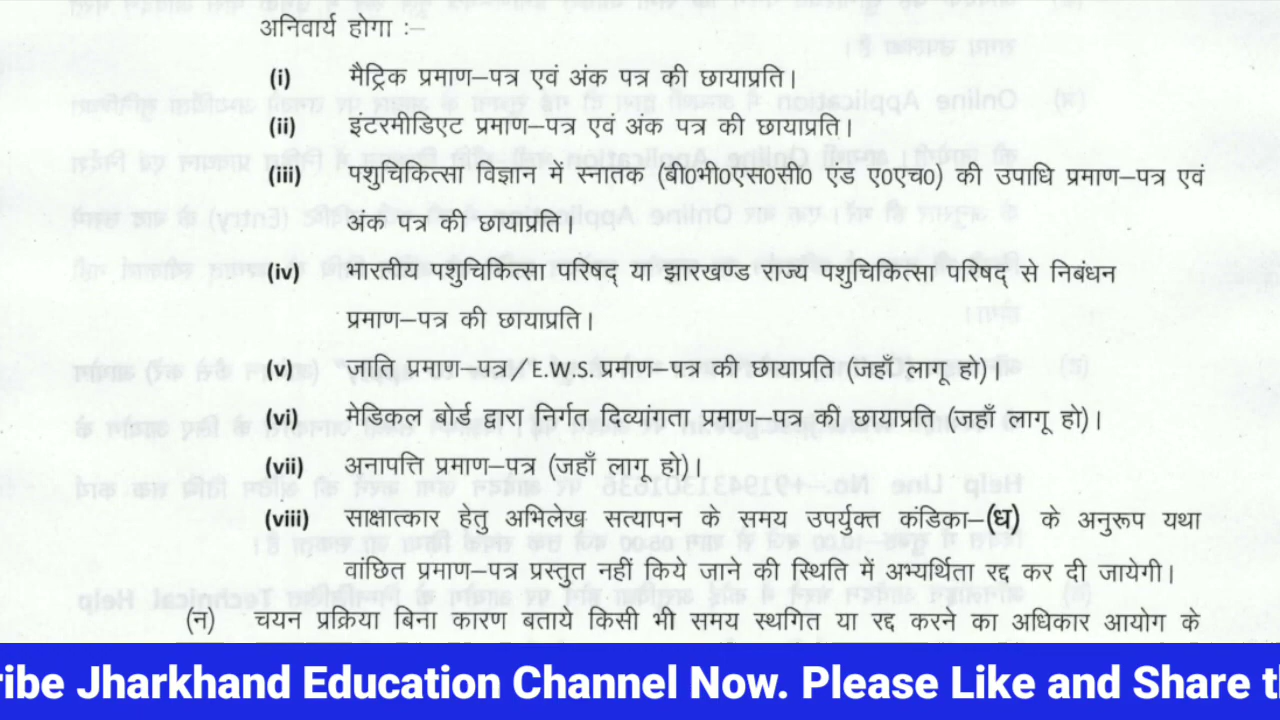 अनिवार्य होगा :–
(i) मैट्रिक प्रमाण–पत्र एवं अंक पत्र की छायाप्रति।
(ii) इंटरमीडिएट प्रमाण–पत्र एवं अंक पत्र की छायाप्रति।
(iii) पशुचिकित्सा विज्ञान मे स्नातक (बी0भी0एस0सी0 एंड ए0एच0) की उपाधि प्रमाण–पत्र एवं
अंक पत्र की छायाप्रति।
(iv) भारतीय पशुचिकित्सा परिषद् या झारखण्ड राज्य पशुचिकित्सा परिषद् से निबंधन
प्रमाण–पत्र की छायाप्रति।
(v) जाति प्रमाण–पत्र/ E.W.S. प्रमाण– पत्र की छायाप्रति (जहाँ लागू हो)।
(vi) मेडिकल बोर्ड द्वारा निर्गत दिव्यांगता प्रमाण–पत्र की छायाप्रति (जहाँ लागू हो)।
(vii) अनापत्ति प्रमाण–पत्र (जहाँ लागू हो)।
(viii) साक्षात्कार हेतु अभिलेख सत्यापन के समय उपर्युक्त कंडिका–(ध) के अनुरूप यथा
वांछित प्रमाण–पत्र प्रस्तुत नहीं किये जाने की स्थिति में अभ्यर्थिता रद्द कर दी जायेगी।
(न) चयन प्रक्रिया बिना कारण बताये किसी भी समय स्थगित या रद्द करने का अधिकार आयोग के
ribe Jharkhand Education Channel Now. Please Like and Share t